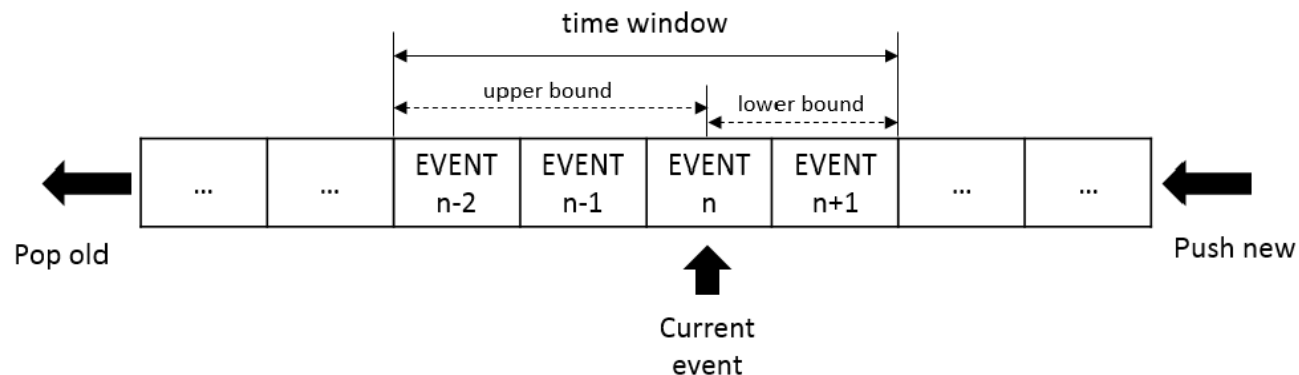 time window
upper bound
lower bound
... ... EVENT EVENT EVENT EVENT ... ...
n-2 n-1 n n+1
Pop old
Push new
Current
event